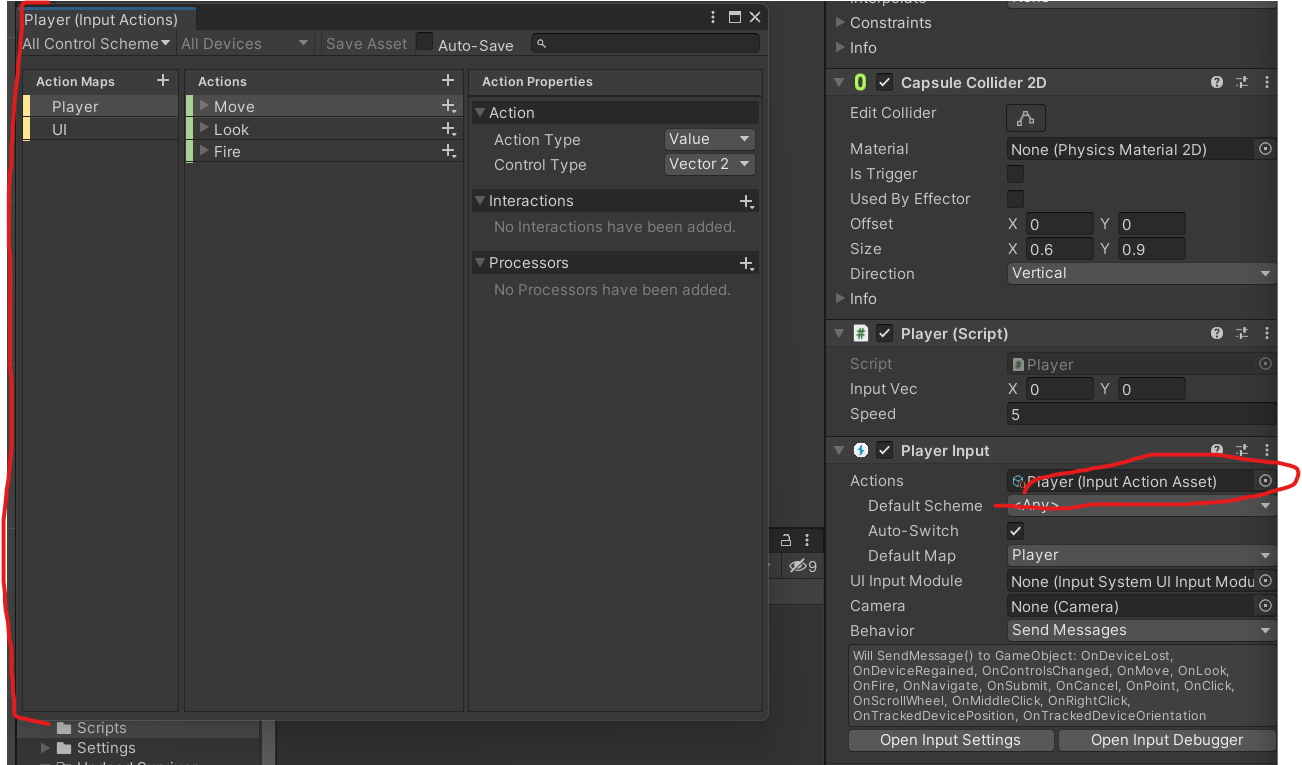 Player (Input Actions)
All Control Scheme
All Devices
Save Asset
Auto-Save
Action Maps
Player
UI
Actions
Move
Look
Fire
Action Properties
Action
Action Type Value
Control Type Vector 2
Interactions
No Interactions have been added.
Processors
No Processors have been added.
9
Scripts
Settings
Constraints
Info
Capsule Collider 2D
Edit Collider
Material None (Physics Material 2D)
Is Trigger
Used By Effector
Offset X 0 Y 0
Size X 0.6 Y 0.9
Direction Vertical
Info
Player (Script)
Script Player
Input Vec X 0 Y 0
Speed 5
Player Input
Actions Player (Input Action Asset)
Default Scheme <Any>
Auto-Switch
Default Map Player
UI Input Module None (Input System UI Input Modu
Camera None (Camera)
Behavior Send Messages
Will SendMessage() to GameObject: OnDeviceLost,
OnDeviceRegained, OnControlsChanged, OnMove, OnLook,
OnFire, OnNavigate, OnSubmit, OnCancel, OnPoint, OnClick,
OnScrollWheel, OnMiddleClick, OnRightClick,
OnTrackedDevicePosition, OnTrackedDeviceOrientation
Open Input Settings
Open Input Debugger